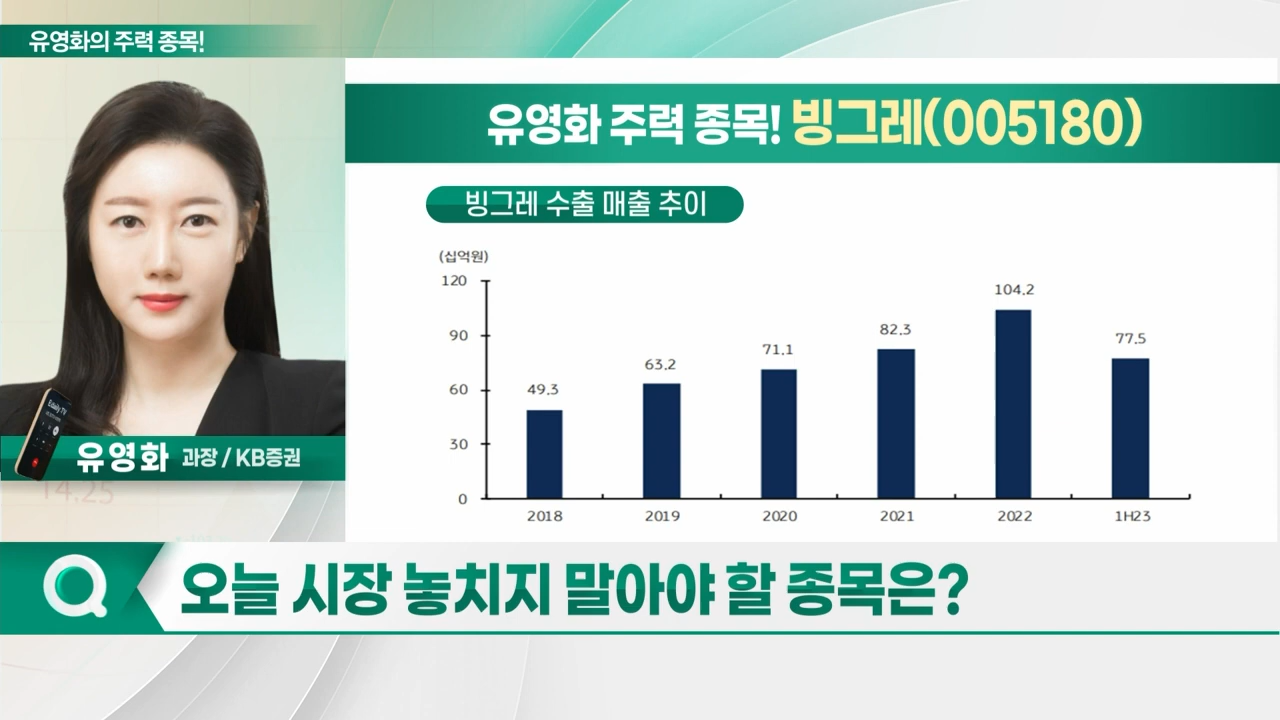 유영화의 주력 종목!
유영화 주력 종목! 빙그레(005180)
빙그레 수출 매출 추이
(십억원)
120
90
60
30
0
49.3
63.2
71.1
82.3
104.2
77.5
2018
2019
2020
2021
2022
1H23
Edaily TV
유영화 과장 / KB증권
14.25
오늘 시장 놓치지 말아야 할 종목은?